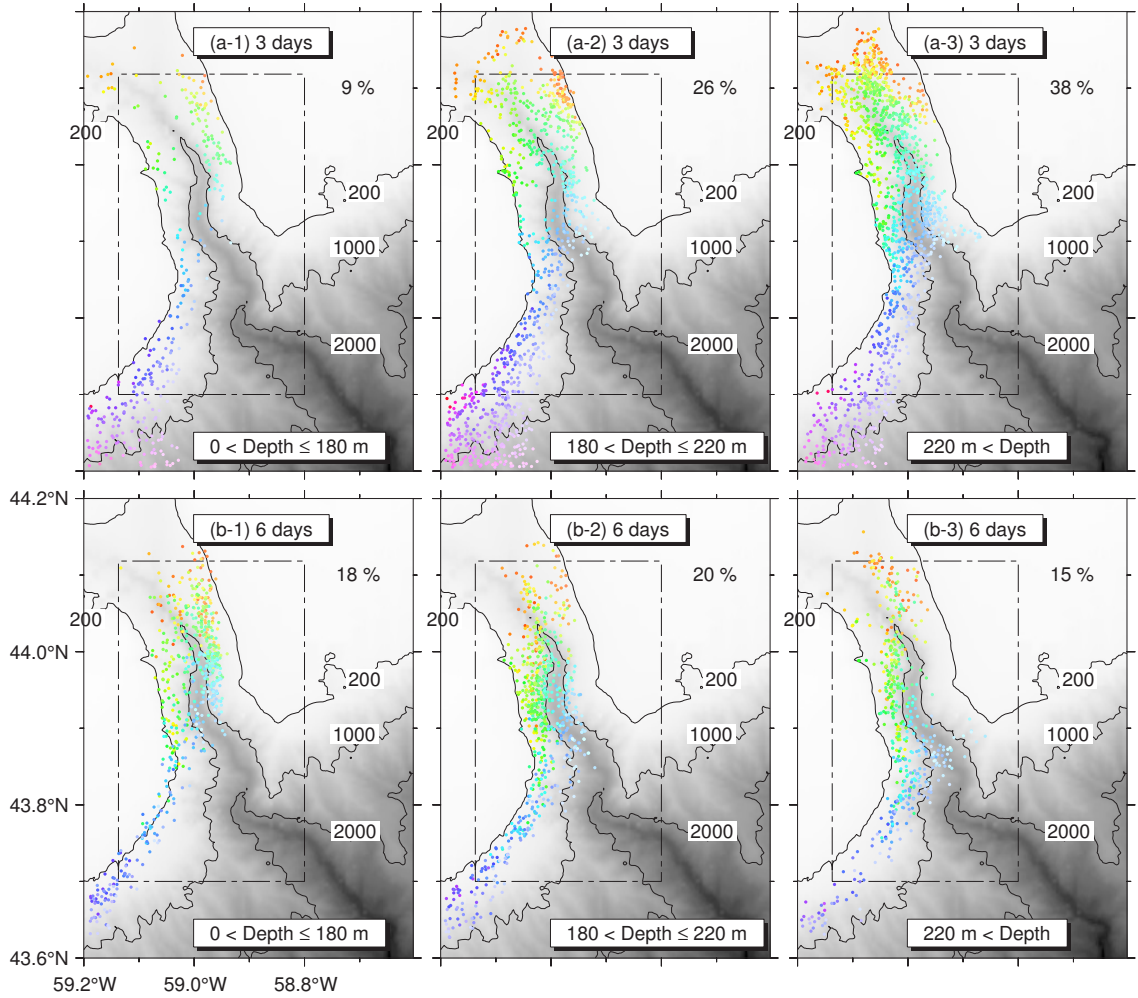 (a-1) 3 days
9 %
200
200
1000
2000
0 < Depth ≤ 180 m
(a-2) 3 days
26 %
200
1000
2000
180 < Depth ≤ 220 m
(a-3) 3 days
38 %
200
200
1000
2000
220 m < Depth
44.2°N
44.0°N
43.8°N
43.6°N
(b-1) 6 days
18 %
200
200
1000
2000
0 < Depth ≤ 180 m
59.2°W
59.0°W
58.8°W
(b-2) 6 days
20 %
200
200
1000
2000
180 < Depth ≤ 220 m
(b-3) 6 days
15 %
200
200
1000
2000
220 m < Depth